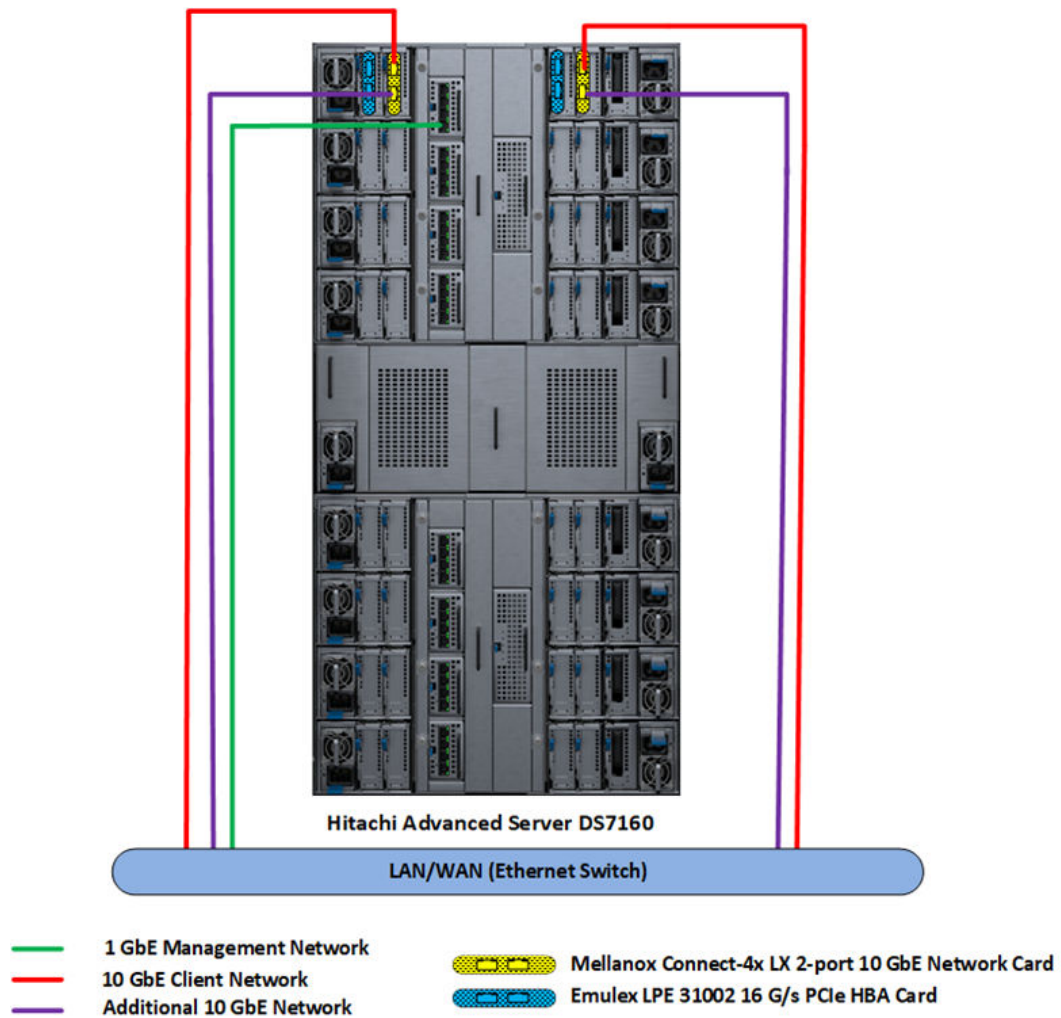 Hitachi Advanced Server DS7160
LAN/WAN (Ethernet Switch)
1 GbE Management Network
10 GbE Client Network
Additional 10 GbE Network
Mellanox Connect-4x LX 2-port 10 GbE Network Card
Emulex LPE 31002 16 G/s PCIe HBA Card